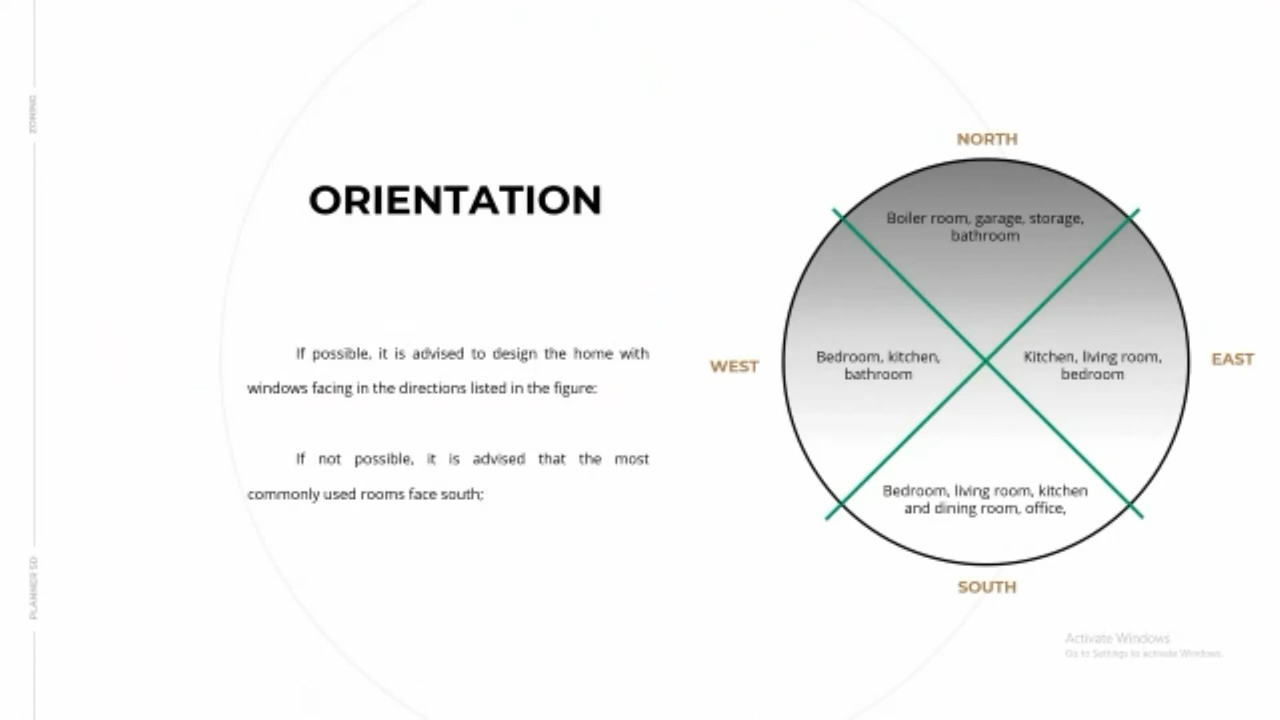 ZONING
PLANNER 5D
ORIENTATION
If possible, it is advised to design the home with
windows facing in the directions listed in the figure:
If not possible, it is advised that the most
commonly used rooms face south;
NORTH
Boiler room, garage, storage,
bathroom
WEST
Bedroom, kitchen,
bathroom
Kitchen, living room,
bedroom
EAST
Bedroom, living room, kitchen
and dining room, office,
SOUTH
Activate Windows
Go to Settings to activate Windows.